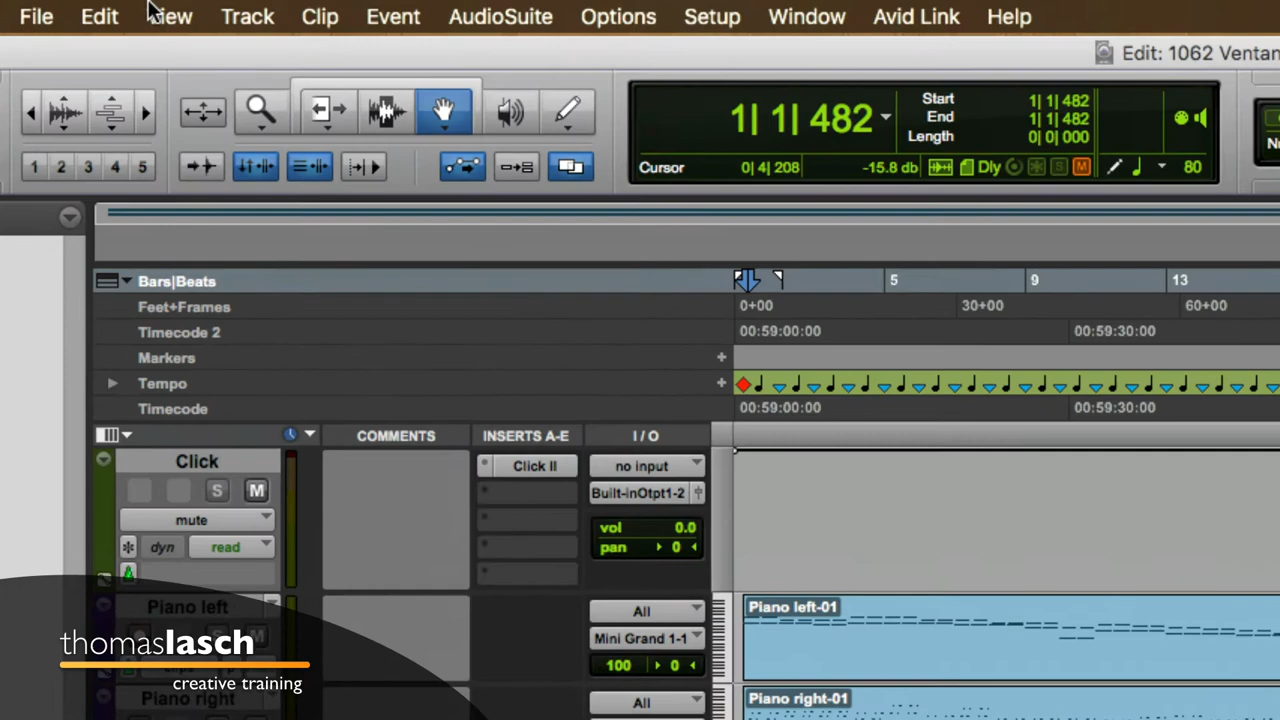 File Edit View Track Clip Event AudioSuite Options Setup Window Avid Link Help
Edit: 1062 Ventan
1| 1| 482
Start 1| 1| 482
End 1| 1| 482
Length 0| 0| 000
1 2 3 4 5
Cursor 0| 4| 208 -15.8 db Dly S M 80
Nu
Bars|Beats 5 9 13
Feet+Frames 0+00 30+00 60+00
Timecode 2 00:59:00:00 00:59:30:00
Markers
Tempo
Timecode 00:59:00:00 00:59:30:00
COMMENTS INSERTS A-E I / O
Click Click II no input
S M Built-inOtpt1-2
mute vol 0.0
dyn read pan 0
Piano left All Piano left-01
M Mini Grand 1-1
100 0
Piano right All Piano right-01
thomaslasch
creative training